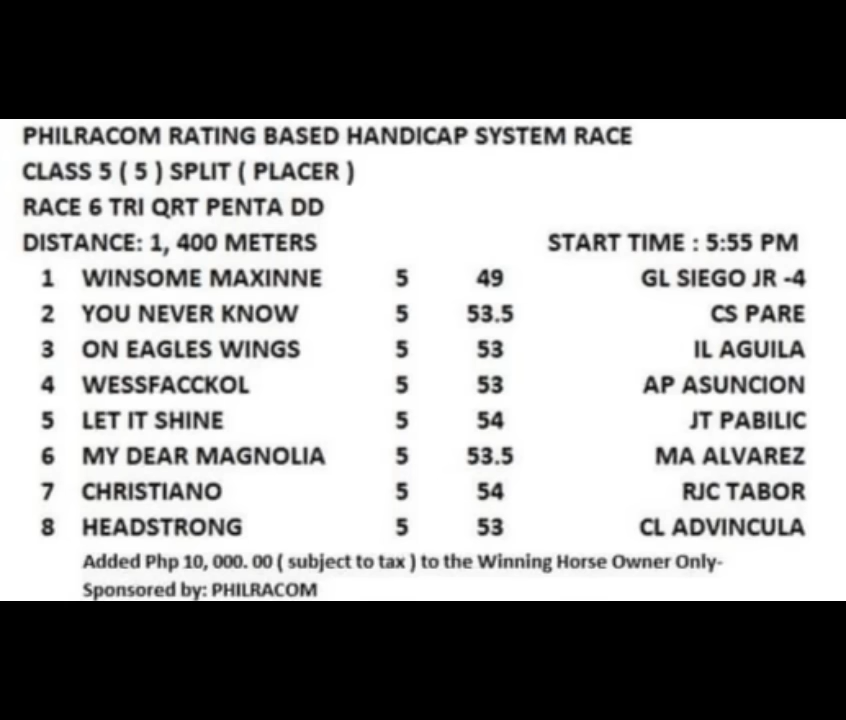 PHILRACOM RATING BASED HANDICAP SYSTEM RACE
CLASS 5 ( 5 ) SPLIT ( PLACER )
RACE 6 TRI QRT PENTA DD
DISTANCE: 1, 400 METERS START TIME : 5:55 PM
1 WINSOME MAXINNE 5 49 GL SIEGO JR -4
2 YOU NEVER KNOW 5 53.5 CS PARE
3 ON EAGLES WINGS 5 53 IL AGUILA
4 WESSFACCKOL 5 53 AP ASUNCION
5 LET IT SHINE 5 54 JT PABILIC
6 MY DEAR MAGNOLIA 5 53.5 MA ALVAREZ
7 CHRISTIANO 5 54 RJC TABOR
8 HEADSTRONG 5 53 CL ADVINCULA
Added Php 10, 000. 00 ( subject to tax ) to the Winning Horse Owner Only-
Sponsored by: PHILRACOM